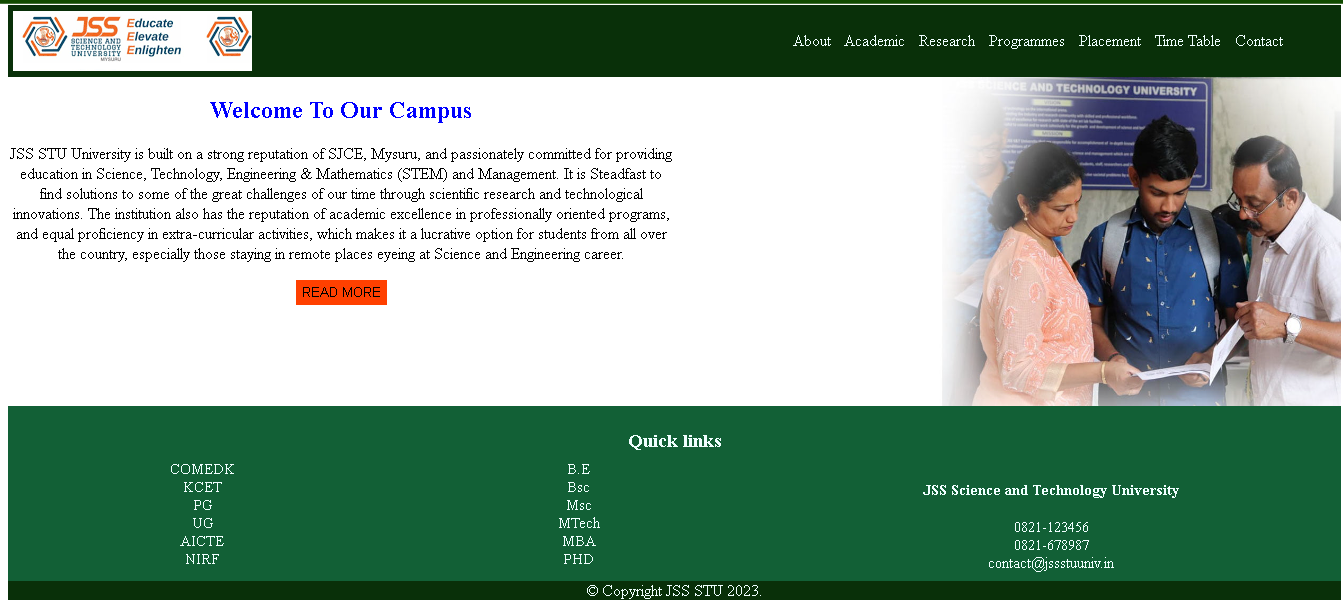 JSS
SCIENCE AND
TECHNOLOGY
UNIVERSITY
MYSURU
Educate
Elevate
Enlighten
About Academic Research Programmes Placement Time Table Contact
Welcome To Our Campus
JSS STU University is built on a strong reputation of SJCE, Mysuru, and passionately committed for providing
education in Science, Technology, Engineering & Mathematics (STEM) and Management. It is Steadfast to
find solutions to some of the great challenges of our time through scientific research and technological
innovations. The institution also has the reputation of academic excellence in professionally oriented programs,
and equal proficiency in extra-curricular activities, which makes it a lucrative option for students from all over
the country, especially those staying in remote places eyeing at Science and Engineering career.
READ MORE
CE AND TECHNOLOGY UNIVERSITY
VISION
MISSION
Quick links
COMEDK
KCET
PG
UG
AICTE
NIRF
B.E
Bsc
Msc
MTech
MBA
PHD
JSS Science and Technology University
0821-123456
0821-678987
contact@jssstuuniv.in
© Copyright JSS STU 2023.